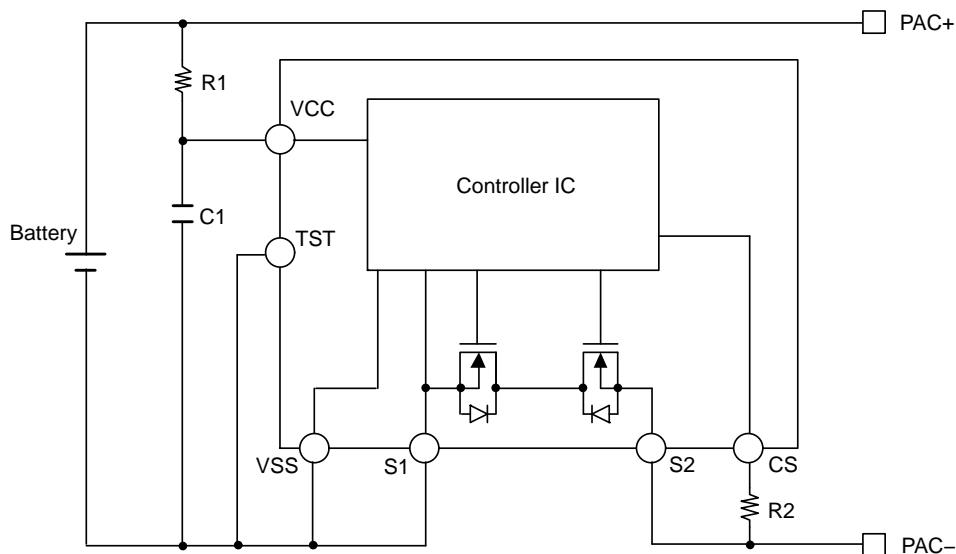 PAC+
R1
VCC
Controller IC
C1
TST
Battery
VSS
S1
S2
CS
R2
PAC−